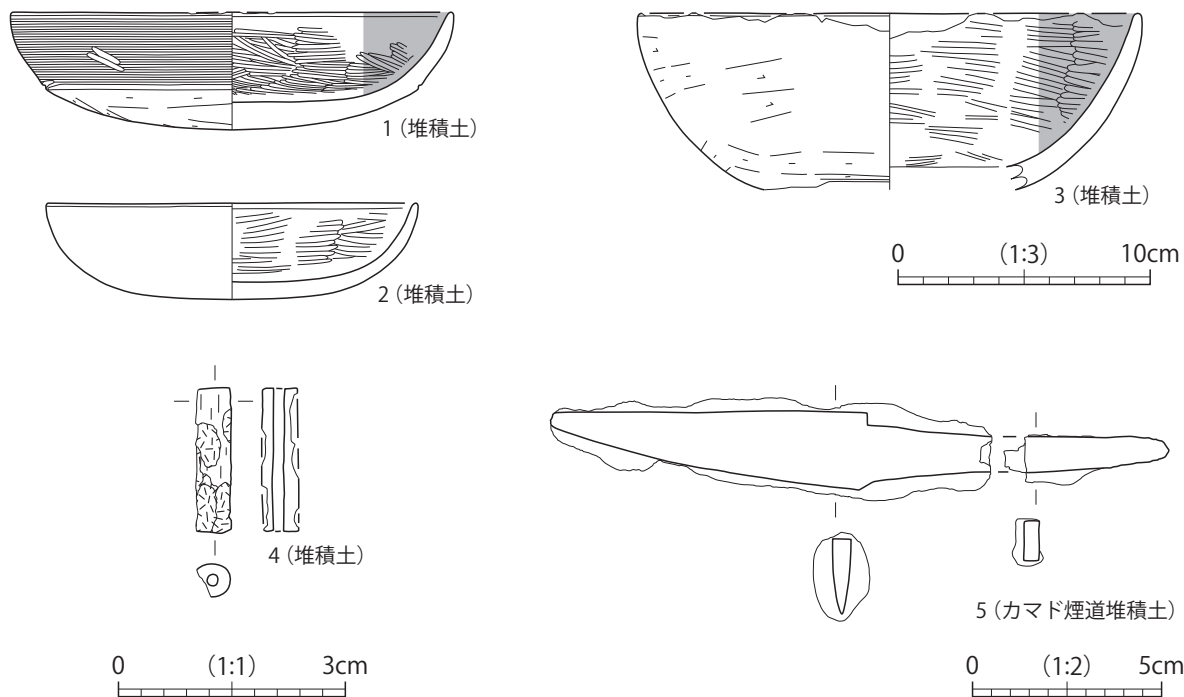 1（堆積土）
2（堆積土）
3（堆積土）
0 （1:3） 10cm
4（堆積土）
5（カマド煙道堆積土）
0 （1:1） 3cm
0 （1:2） 5cm